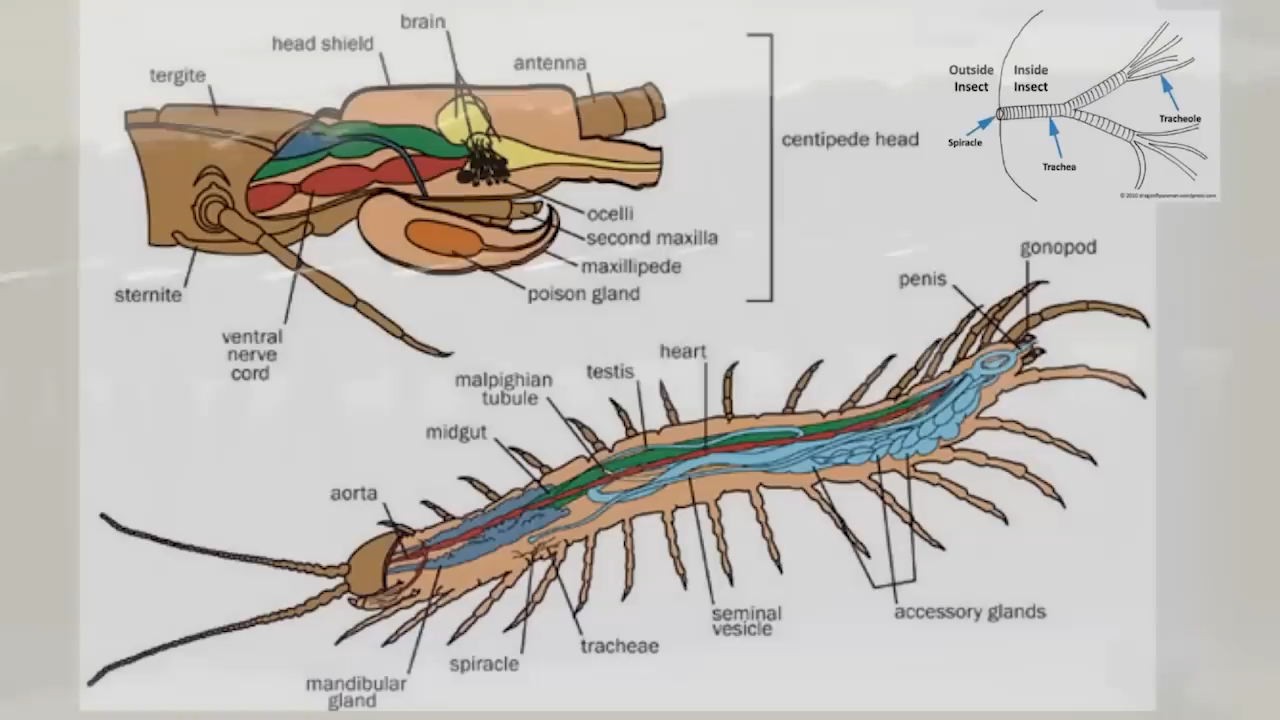 brain
head shield
antenna
tergite
centipede head
ocelli
second maxilla
maxillipede
poison gland
sternite
ventral
nerve
cord
Outside
Insect
Inside
Insect
Spiracle
Trachea
Tracheole
gonopod
penis
heart
testis
malpighian
tubule
midgut
aorta
seminal
vesicle
accessory glands
tracheae
spiracle
mandibular
gland